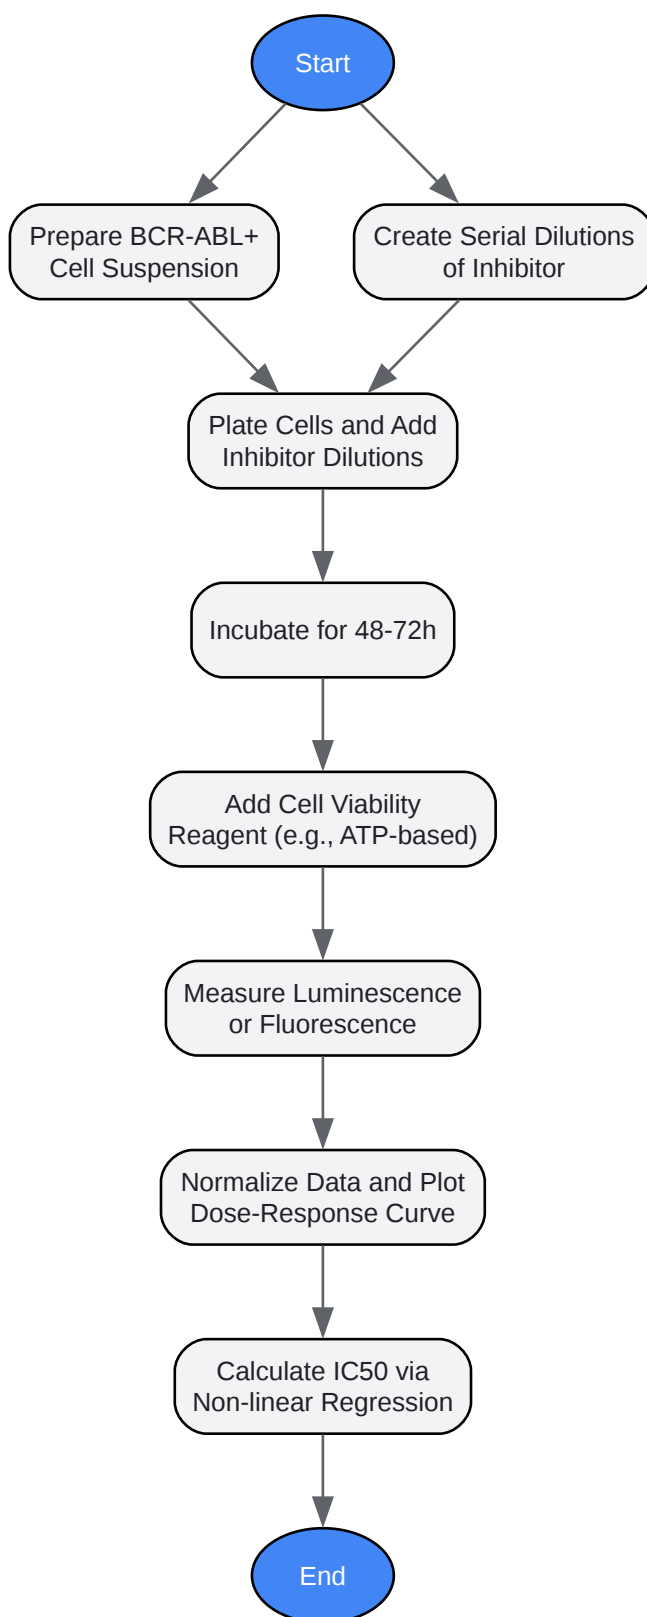 Start
Prepare BCR-ABL+
Cell Suspension
Create Serial Dilutions
of Inhibitor
Plate Cells and Add
Inhibitor Dilutions
Incubate for 48-72h
Add Cell Viability
Reagent (e.g., ATP-based)
Measure Luminescence
or Fluorescence
Normalize Data and Plot
Dose-Response Curve
Calculate IC50 via
Non-linear Regression
End